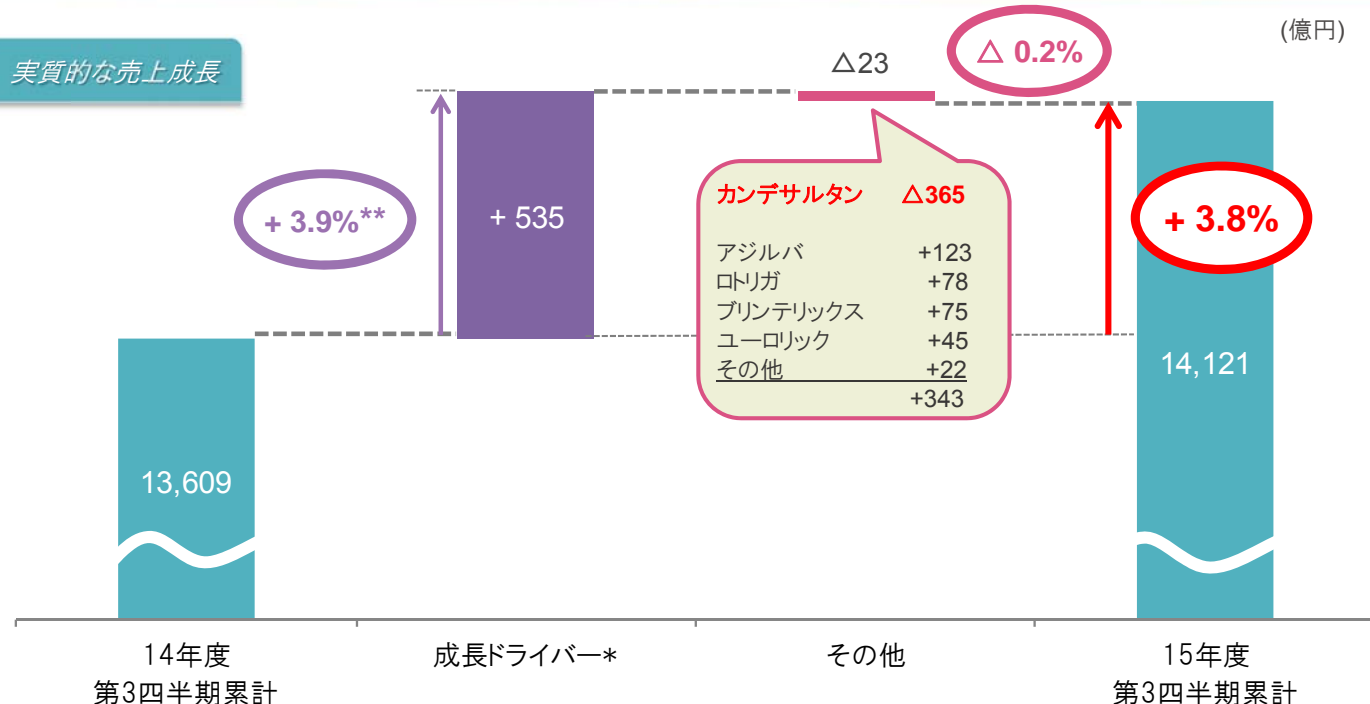 (億円)
実質的な売上成長
△23
△ 0.2%
+ 3.9%**
+ 535
カンデサルタン △365
アジルバ +123
ロトリガ +78
ブリンテリックス +75
ユーロリック +45
その他 +22
+343
+ 3.8%
13,609
14,121
14年度
第3四半期累計
成長ドライバー*
その他
15年度
第3四半期累計